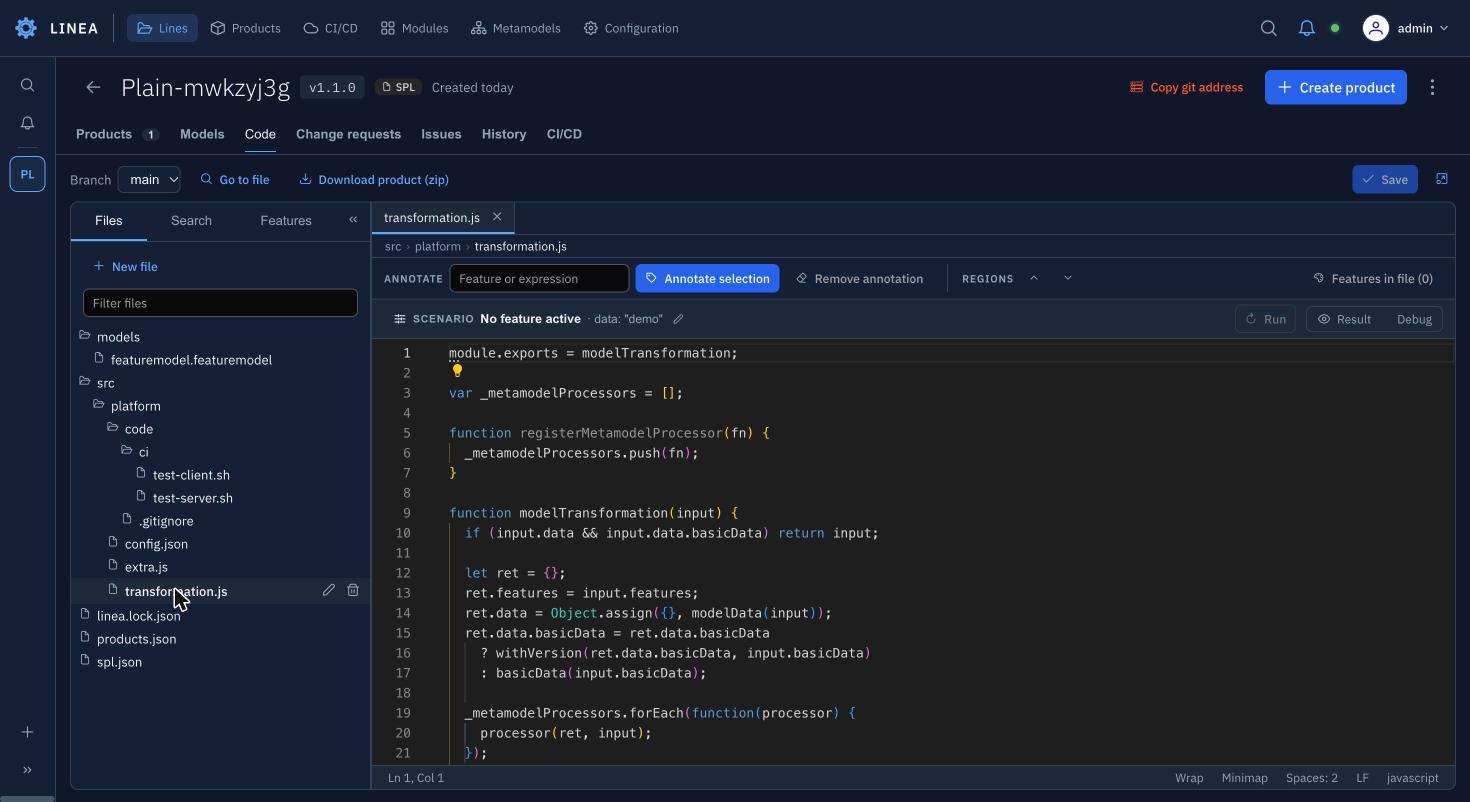 LINEA
Lines
Products
CI/CD
Modules
Metamodels
Configuration
admin
PL
Plain-mwkzyj3g
v1.1.0
SPL
Created today
Copy git address
Create product
Products 1
Models
Code
Change requests
Issues
History
CI/CD
Branch
main
Go to file
Download product (zip)
Save
Files
Search
Features
«
+ New file
Filter files
models
featuremodel.featuremodel
src
platform
code
ci
test-client.sh
test-server.sh
.gitignore
config.json
extra.js
transformation.js
linea.lock.json
products.json
spl.json
transformation.js
src › platform › transformation.js
ANNOTATE
Feature or expression
Annotate selection
Remove annotation
REGIONS
Features in file (0)
SCENARIO No feature active · data: "demo"
Run
Result
Debug
1 module.exports = modelTransformation;
2
3 var _metamodelProcessors = [];
4
5 function registerMetamodelProcessor(fn) {
6 _metamodelProcessors.push(fn);
7 }
8
9 function modelTransformation(input) {
10 if (input.data && input.data.basicData) return input;
11
12 let ret = {};
13 ret.features = input.features;
14 ret.data = Object.assign({}, modelData(input));
15 ret.data.basicData = ret.data.basicData
16 ? withVersion(ret.data.basicData, input.basicData)
17 : basicData(input.basicData);
18
19 _metamodelProcessors.forEach(function(processor) {
20 processor(ret, input);
21 });
Ln 1, Col 1
Wrap
Minimap
Spaces: 2
LF
javascript